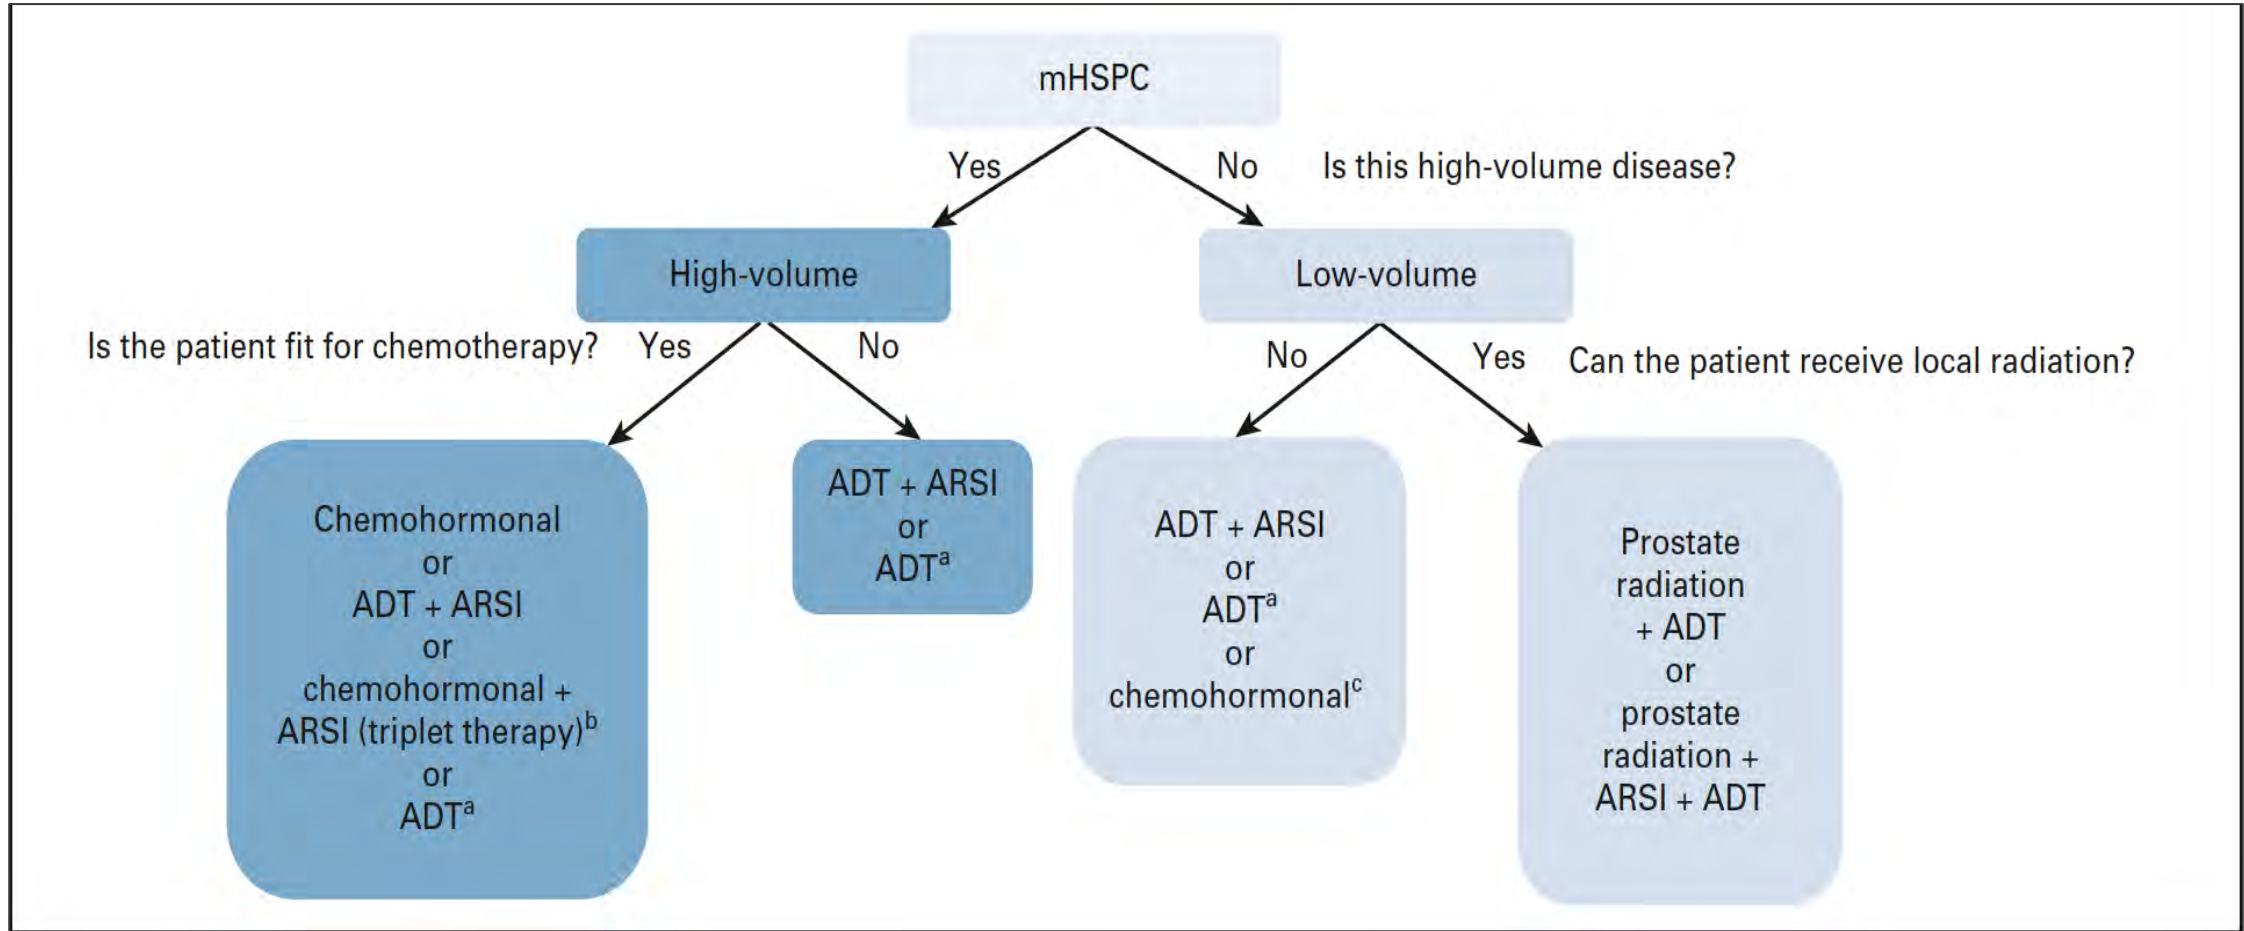 mHSPC
Yes
No
Is this high-volume disease?
High-volume
Low-volume
Is the patient fit for chemotherapy?
Yes
No
No
Yes
Can the patient receive local radiation?
Chemohormonal
or
ADT + ARSI
or
chemohormonal +
ARSI (triplet therapy)ᵇ
or
ADTᵃ
ADT + ARSI
or
ADTᵃ
ADT + ARSI
or
ADTᵃ
or
chemohormonalᶜ
Prostate
radiation
+ ADT
or
prostate
radiation +
ARSI + ADT